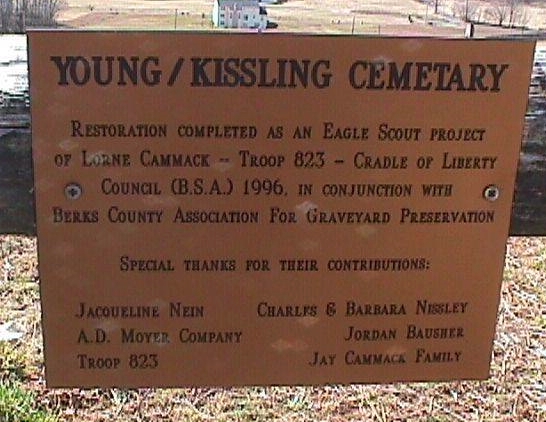 YOUNG / KISSLING CEMETARY
RESTORATION COMPLETED AS AN EAGLE SCOUT PROJECT
OF LORNE CAMMACK -- TROOP 823 - CRADLE OF LIBERTY
COUNCIL (B.S.A.) 1996, IN CONJUNCTION WITH
BERKS COUNTY ASSOCIATION FOR GRAVEYARD PRESERVATION
SPECIAL THANKS FOR THEIR CONTRIBUTIONS:
JACQUELINE NEIN CHARLES & BARBARA NISSLEY
A.D. MOYER COMPANY JORDAN BAUSHER
TROOP 823 JAY CAMMACK FAMILY